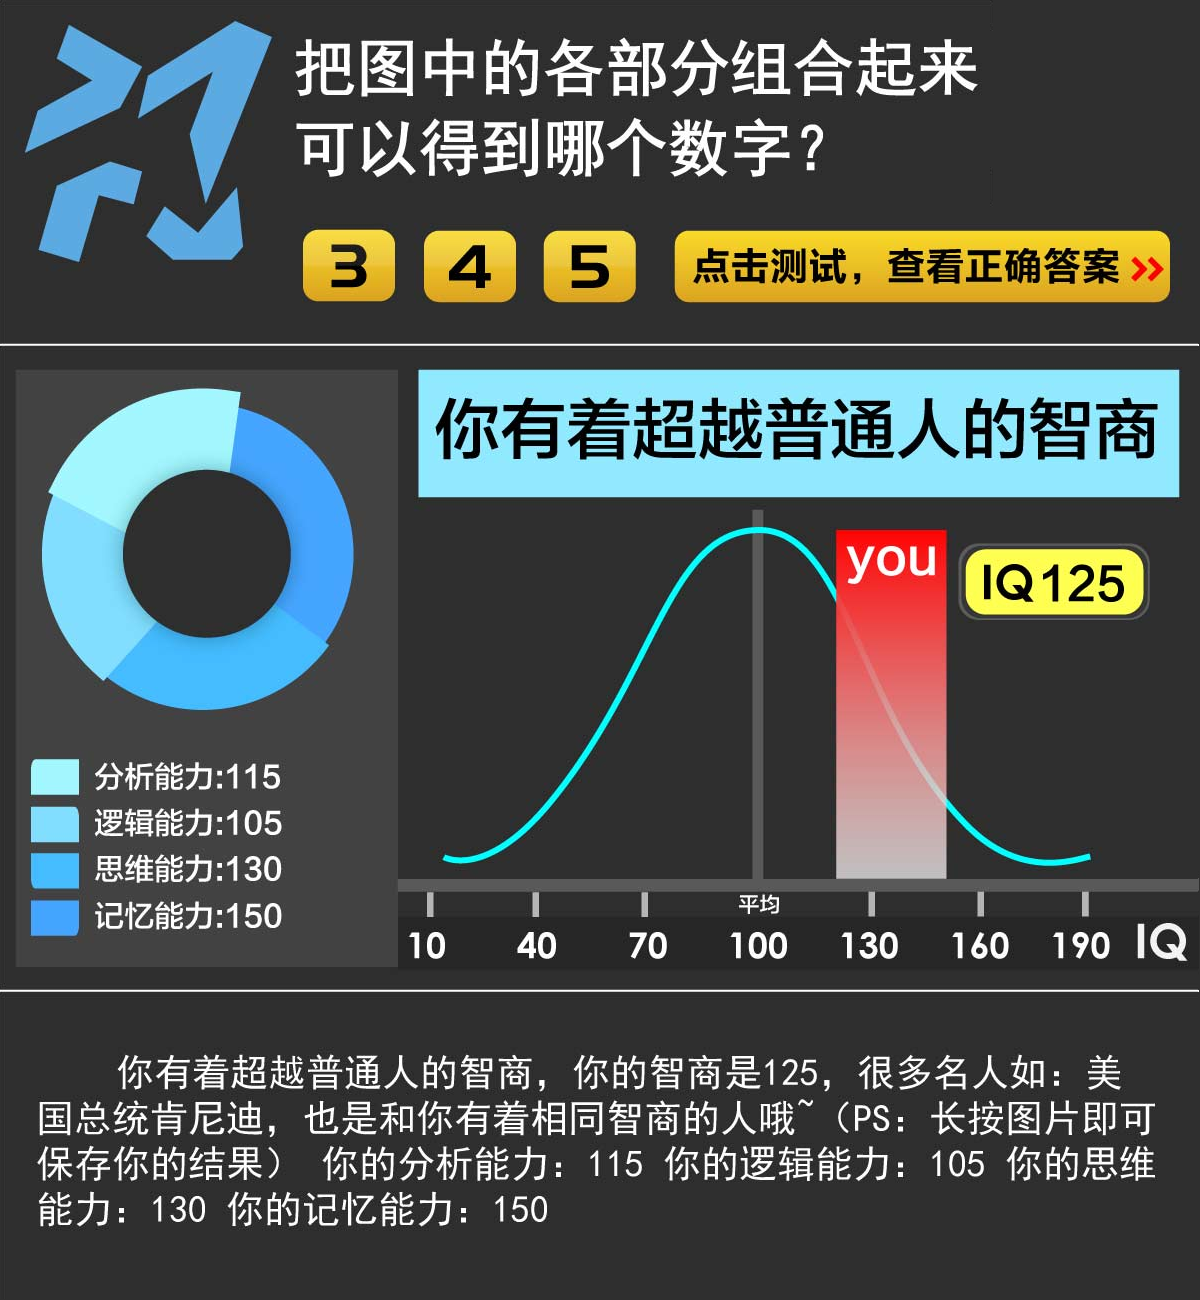 把图中的各部分组合起来
可以得到哪个数字？
3 4 5 点击测试，查看正确答案 >>
你有着超越普通人的智商
you
IQ125
分析能力:115
逻辑能力:105
思维能力:130
记忆能力:150
平均
10 40 70 100 130 160 190 IQ
你有着超越普通人的智商，你的智商是125，很多名人如：美
国总统肯尼迪，也是和你有着相同智商的人哦~（PS：长按图片即可
保存你的结果） 你的分析能力：115 你的逻辑能力：105 你的思维
能力：130 你的记忆能力：150